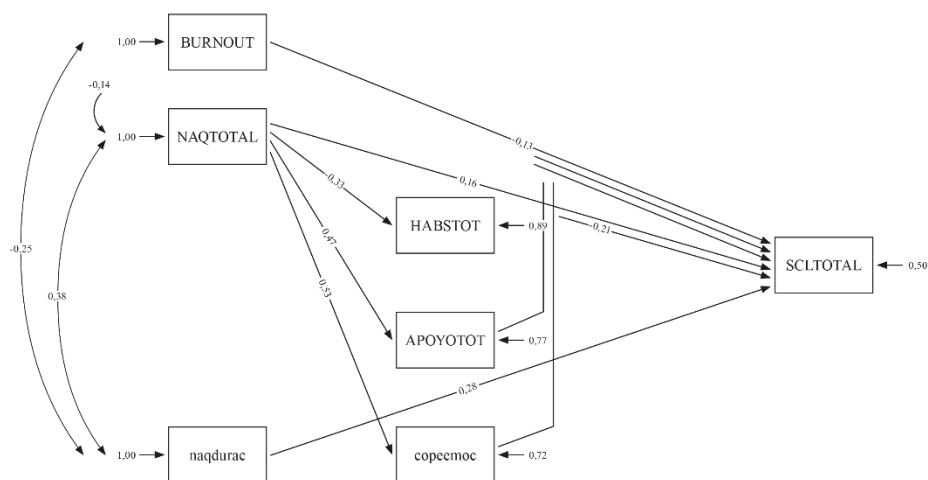 1,00
BURNOUT
-0,14
1,00
NAQTOTAL
-0,13
-0,33
0,16
HABSTOT
0,89
-0,21
0,47
-0,25
SCLTOTAL
0,50
0,38
0,53
APOYOTOT
0,77
0,28
1,00
naqdurac
copeemoc
0,72